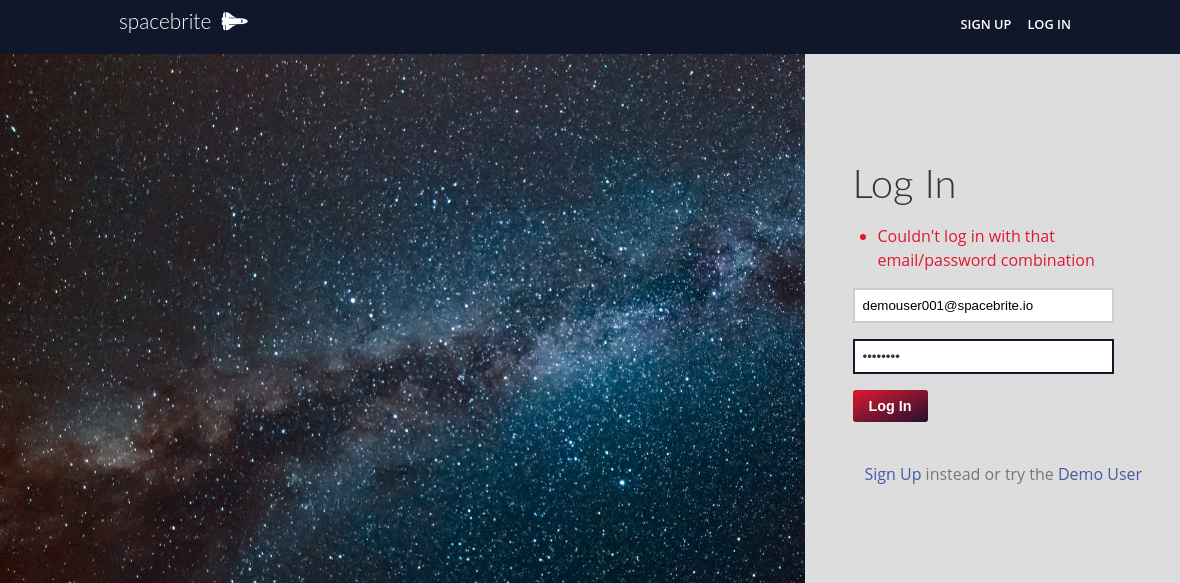 spacebrite
SIGN UP
LOG IN
Log In
Couldn't log in with that
email/password combination
demouser001@spacebrite.io
••••••••
Log In
Sign Up instead or try the Demo User